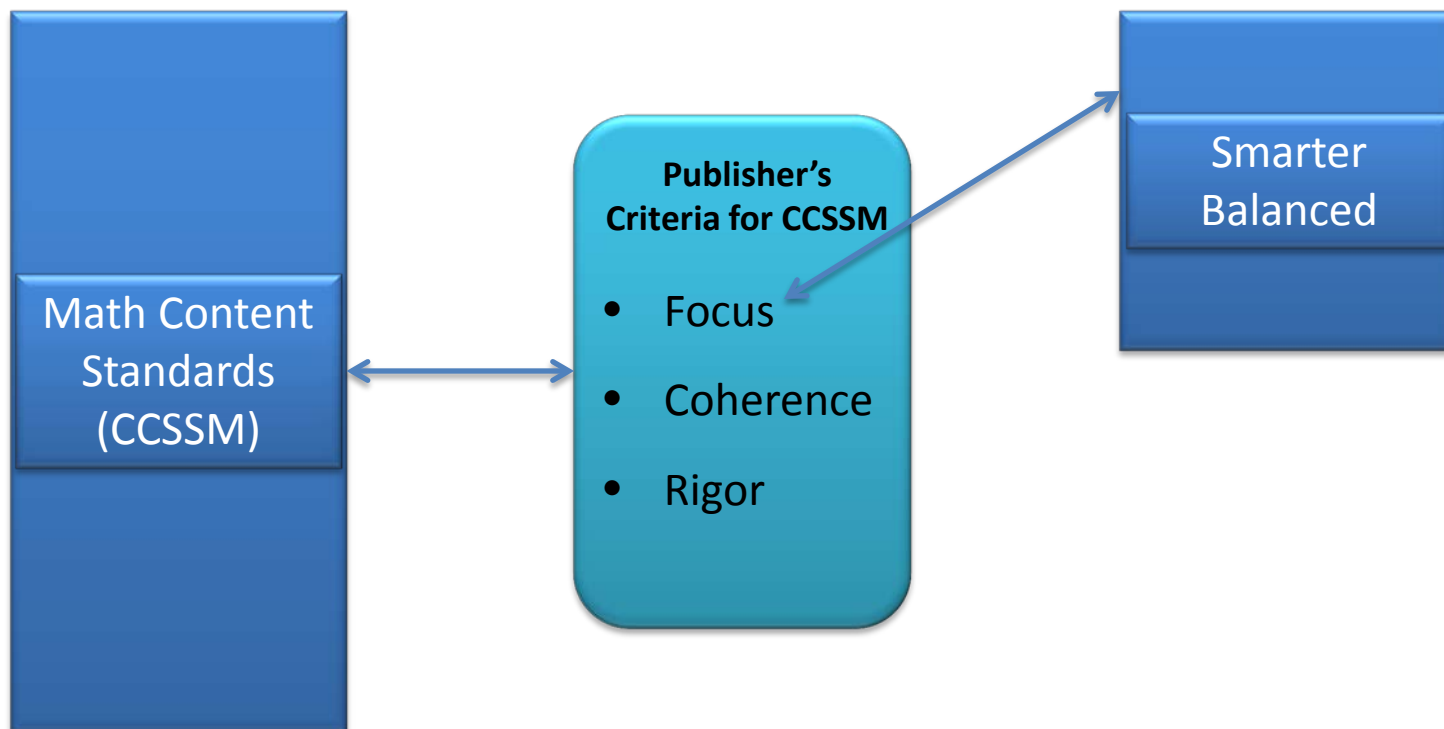 Math Content
Standards
(CCSSM)
Publisher’s
Criteria for CCSSM
• Focus
• Coherence
• Rigor
Smarter
Balanced